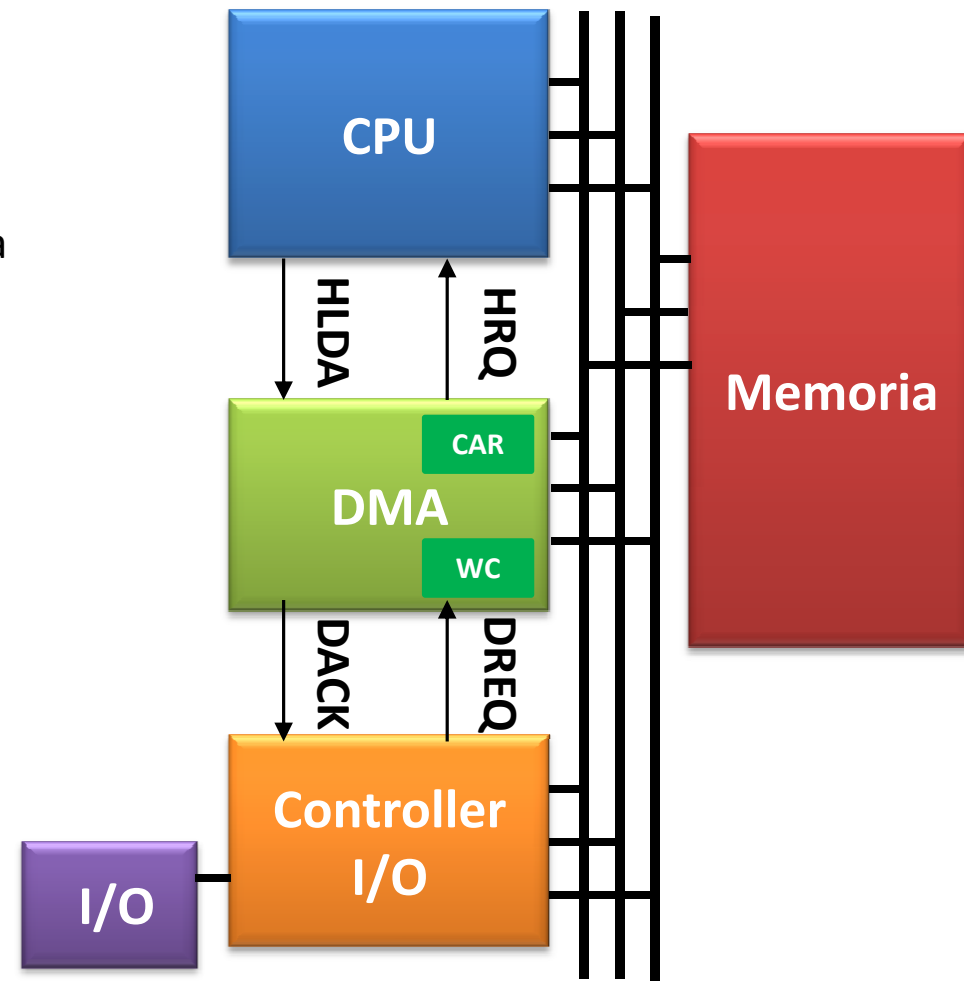 CPU
a
HLDA
HRQ
Memoria
CAR
DMA
WC
DACK
DREQ
Controller
I/O
I/O